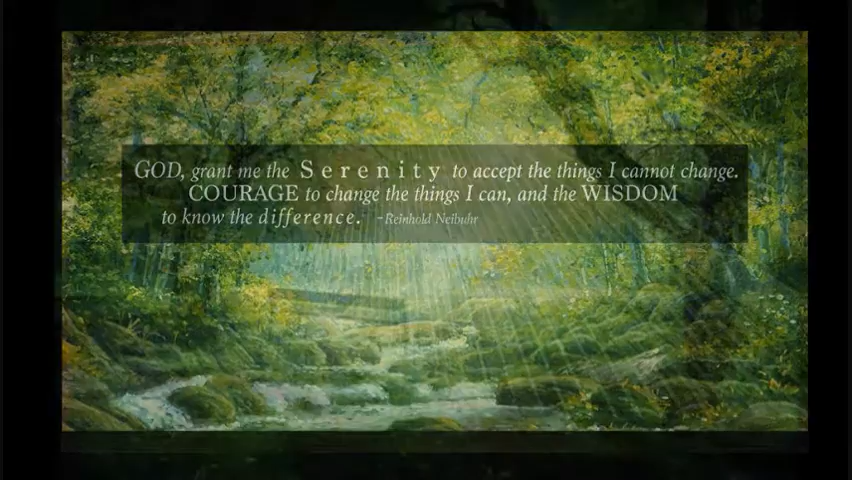 GOD, grant me the Serenity to accept the things I cannot change.
COURAGE to change the things I can, and the WISDOM
to know the difference. -Reinhold Neibuhr